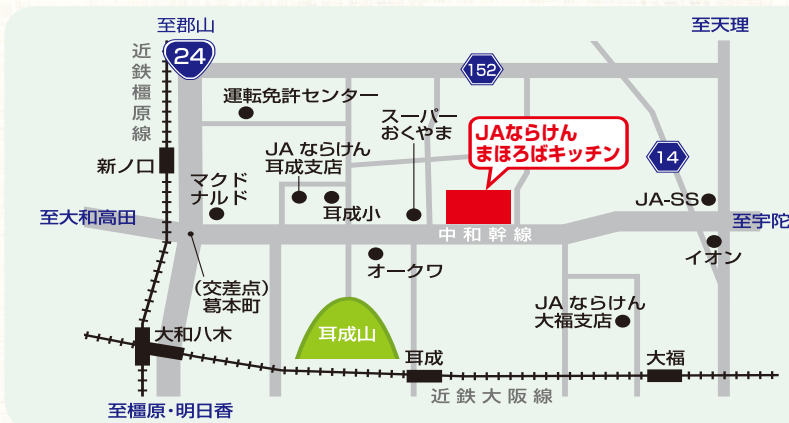 至郡山
至天理
24
近鉄橿原線
152
運転免許センター
スーパー
おくやま
JAならけん
まほろばキッチン
14
JA ならけん
耳成支店
新ノ口
マクド
ナルド
耳成小
JA-SS
至大和高田
至宇陀
中和幹線
イオン
オークワ
(交差点)
葛本町
JA ならけん
大福支店
耳成山
大和八木
耳成
大福
近鉄大阪線
至橿原・明日香